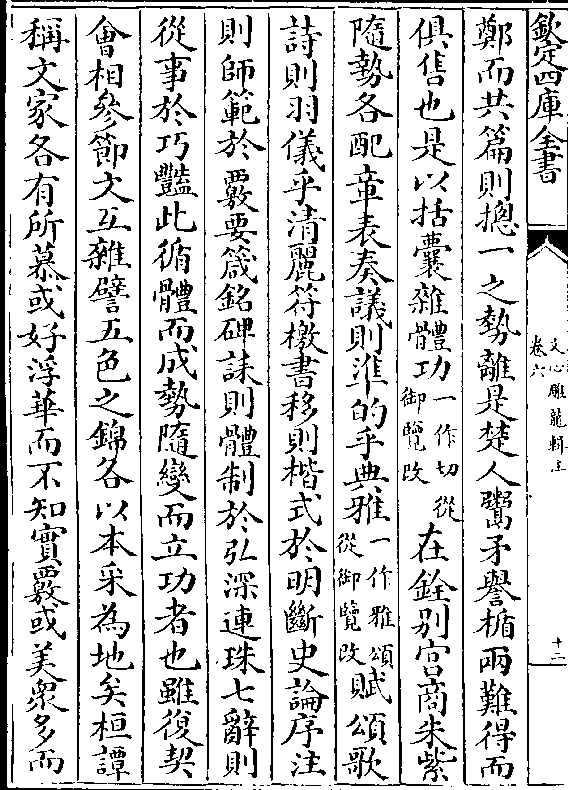 欽定四庫全書
文心雕龍輯注
卷六
十二
鄭而共篇則摠一之勢離是楚人鬻矛譽楯兩難得而
俱售也是以括囊雜體功一作切從御覽改在銓别宫商朱紫
隨勢各配章表奏議則準的乎典雅一作雅頌從御覽改賦頌歌
詩則羽儀乎清麗符檄書移則楷式於明斷史論序注
則師範於覈要箴銘碑誄則體制於弘深連珠七辭則
從事於巧豔此循體而成勢隨變而立功者也雖復契
會相參節文互雜譬五色之錦各以本采為地矣桓譚
稱文家各有所慕或好浮華而不知實覈或美衆多而